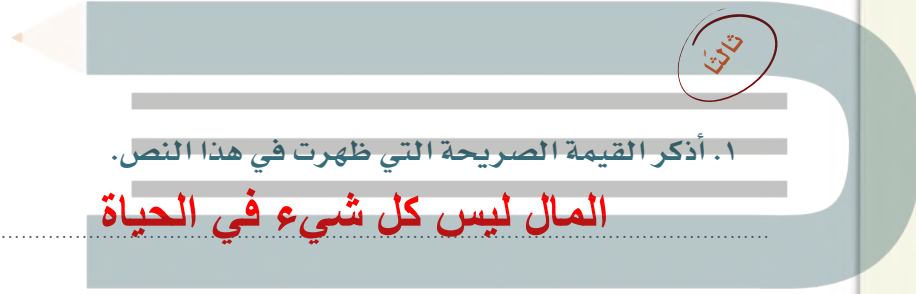 ثالثًا
١. أذكر القيمة الصريحة التي ظهرت في هذا النص.
المال ليس كل شيء في الحياة